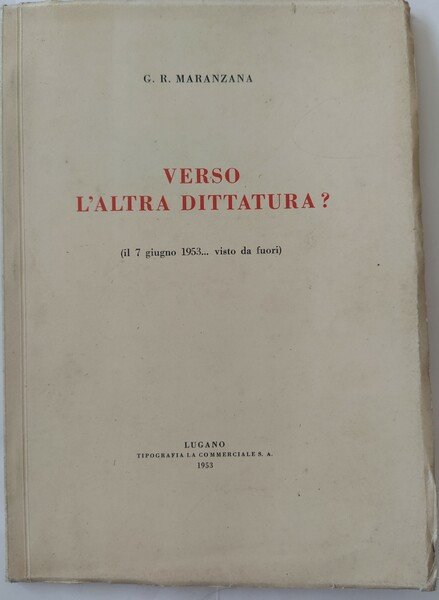 G. R. MARANZANA
VERSO
L'ALTRA DITTATURA?
(il 7 giugno 1953... visto da fuori)
LUGANO
TIPOGRAFIA LA COMMERCIALE S. A.
1953